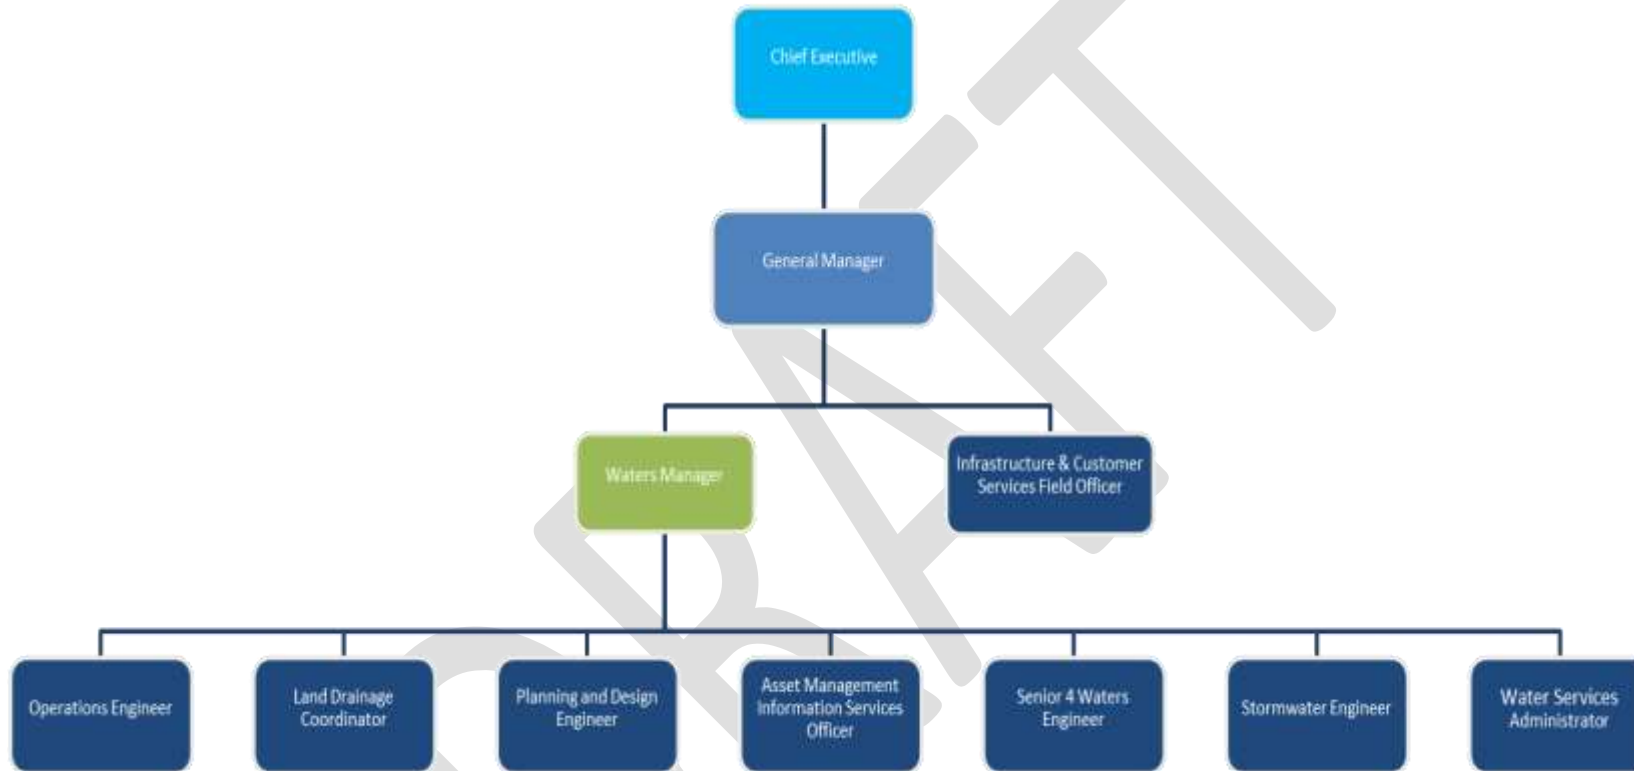 Chief Executive
General Manager
Waters Manager
Infrastructure & Customer
Services Field Officer
Operations Engineer
Land Drainage
Coordinator
Planning and Design
Engineer
Asset Management
Information Services
Officer
Senior 4 Waters
Engineer
Stormwater Engineer
Water Services
Administrator
DRAFT